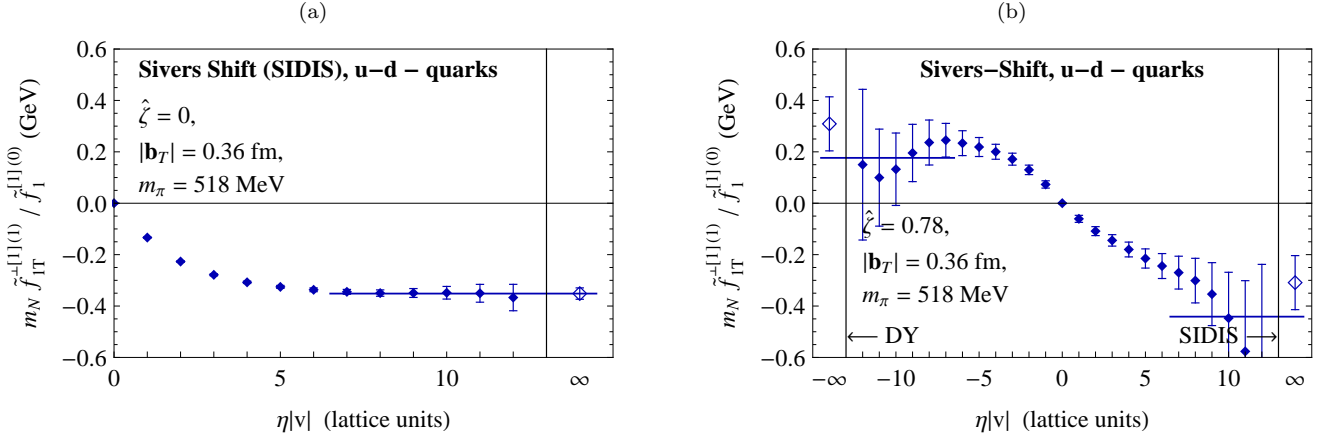 (a)
Sivers Shift (SIDIS), u−d − quarks
ζ̂ = 0,
|b_T| = 0.36 fm,
m_π = 518 MeV
m_N f̃_{1T}^{⊥[1](1)} / f̃_1^{[1](0)} (GeV)
0.6
0.4
0.2
0.0
−0.2
−0.4
−0.6
0 5 10 ∞
η|v| (lattice units)
(b)
Sivers−Shift, u−d − quarks
ζ̂ = 0.78,
|b_T| = 0.36 fm,
m_π = 518 MeV
← DY SIDIS →
m_N f̃_{1T}^{⊥[1](1)} / f̃_1^{[1](0)} (GeV)
0.6
0.4
0.2
0.0
−0.2
−0.4
−0.6
−∞ −10 −5 0 5 10 ∞
η|v| (lattice units)